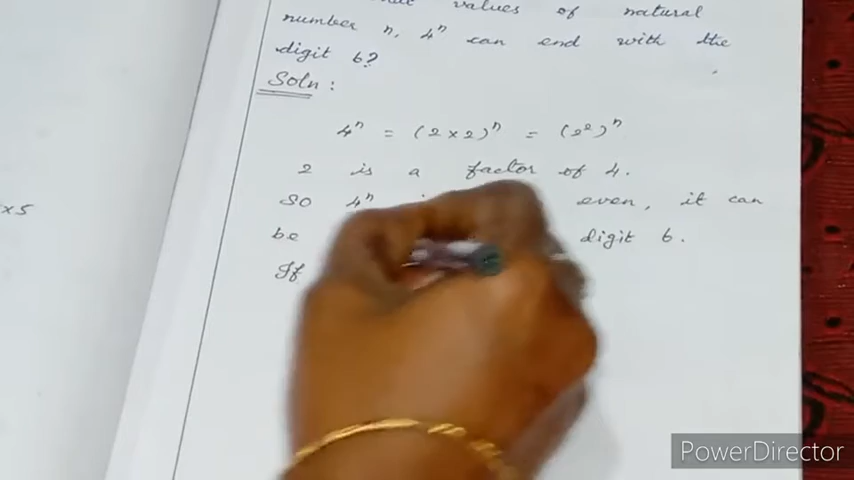 values of natural
number n, 4ⁿ can end with the
digit 6?
Soln :
4ⁿ = (2 × 2)ⁿ = (2²)ⁿ
2 is a factor of 4.
×5
So 4ⁿ even, it can
be digit 6.
If
PowerDirector